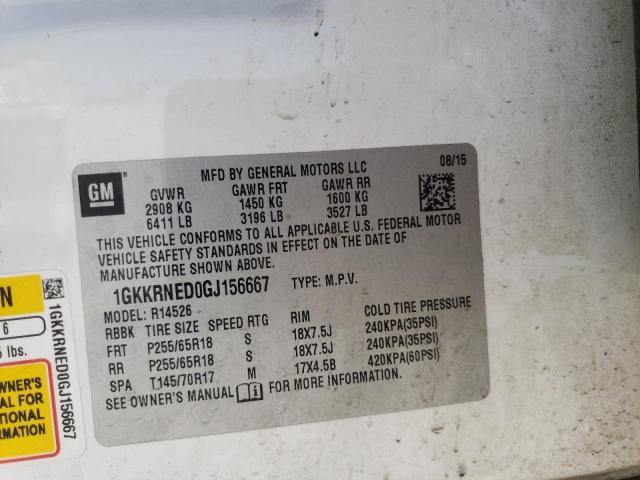 GM
MFD BY GENERAL MOTORS LLC
08/15
GVWR GAWR FRT GAWR RR
2908 KG 1450 KG 1600 KG
6411 LB 3196 LB 3527 LB
THIS VEHICLE CONFORMS TO ALL APPLICABLE U.S. FEDERAL MOTOR
VEHICLE SAFETY STANDARDS IN EFFECT ON THE DATE OF
MANUFACTURE SHOWN ABOVE.
1GKKRNED0GJ156667 TYPE: M.P.V.
MODEL: R14526
RBBK TIRE SIZE SPEED RTG RIM COLD TIRE PRESSURE
FRT P255/65R18 S 18X7.5J 240KPA(35PSI)
RR P255/65R18 S 18X7.5J 240KPA(35PSI)
SPA T145/70R17 M 17X4.5B 420KPA(60PSI)
SEE OWNER'S MANUAL FOR MORE INFORMATION.
N
6
lbs.
OWNER'S
AL FOR
TIONAL
RMATION
1GKKRNED0GJ156667